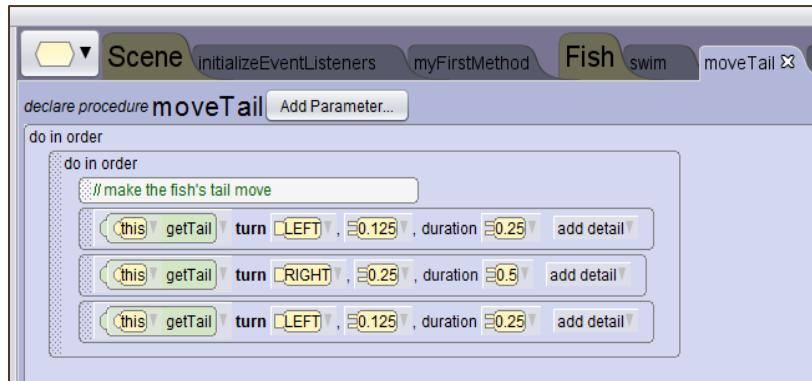 Scene initializeEventListeners myFirstMethod Fish swim moveTail
declare procedure moveTail Add Parameter...
do in order
do in order
// make the fish's tail move
this getTail turn LEFT , 0.125 , duration 0.25 add detail
this getTail turn RIGHT , 0.25 , duration 0.5 add detail
this getTail turn LEFT , 0.125 , duration 0.25 add detail